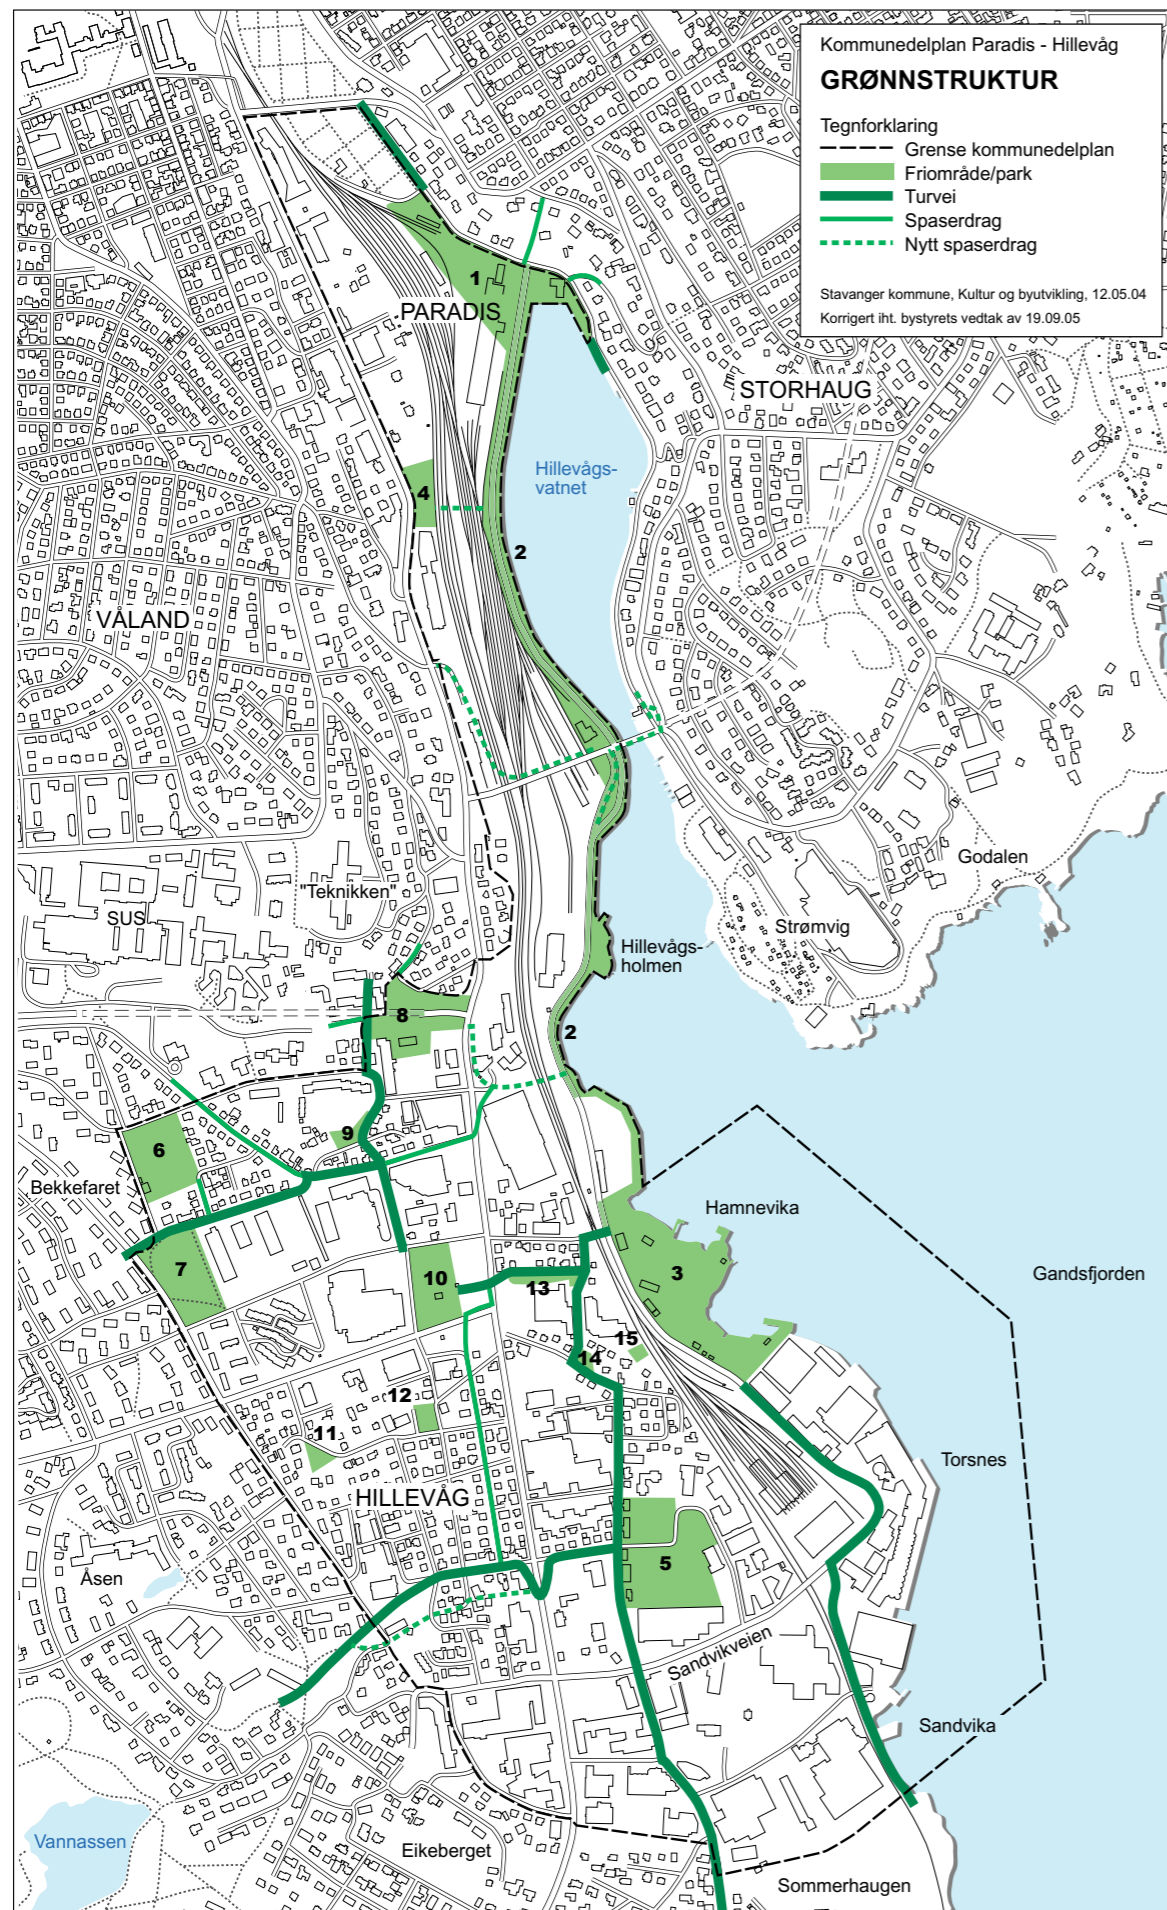 Kommunedelplan Paradis - Hillevåg
GRØNNSTRUKTUR
Tegnforklaring
Grense kommunedelplan
Friområde/park
Turvei
Spaserdrag
Nytt spaserdrag
Stavanger kommune, Kultur og byutvikling, 12.05.04
Korrigert iht. bystyrets vedtak av 19.09.05
1
PARADIS
STORHAUG
Hillevågs-
vatnet
4
2
VÅLAND
Godalen
"Teknikken"
SUS
Strømvig
Hillevågs-
holmen
8
2
9
6
Bekkefaret
Hamnevika
7
10
3
Gandsfjorden
13
15
14
12
11
Torsnes
HILLEVÅG
5
Åsen
Sandvikveien
Sandvika
Vannassen
Eikeberget
Sommerhaugen